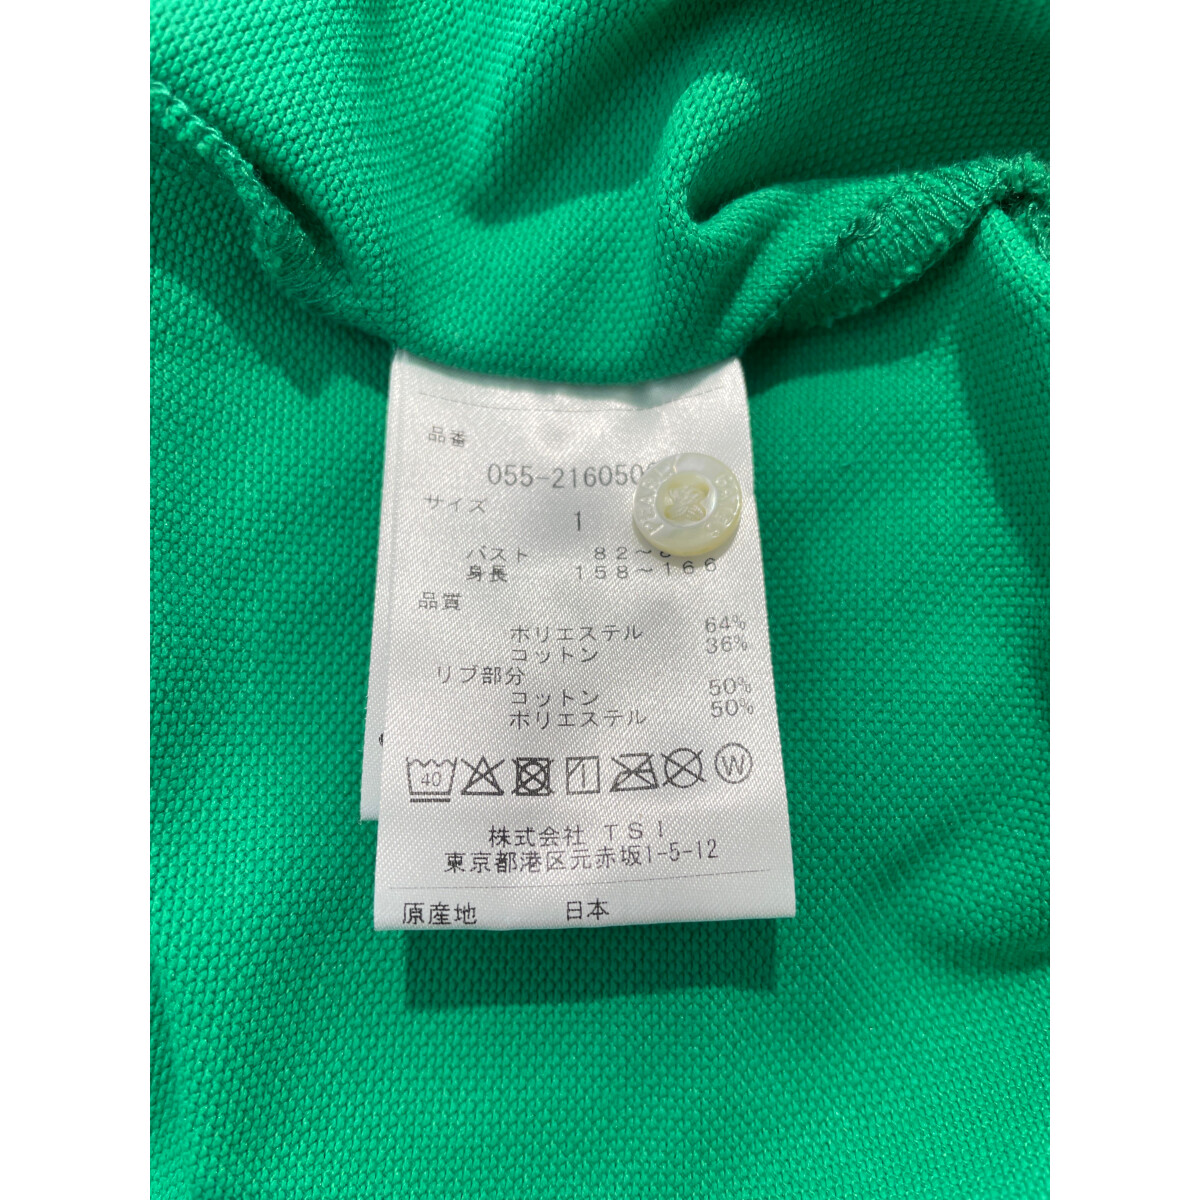 品番
055-216050
サイズ
1
バスト 82～
身長 158～166
品質
ポリエステル 64%
コットン 36%
リブ部分
コットン 50%
ポリエステル 50%
40 W
株式会社 TSI
東京都港区元赤坂1-5-12
原産地 日本